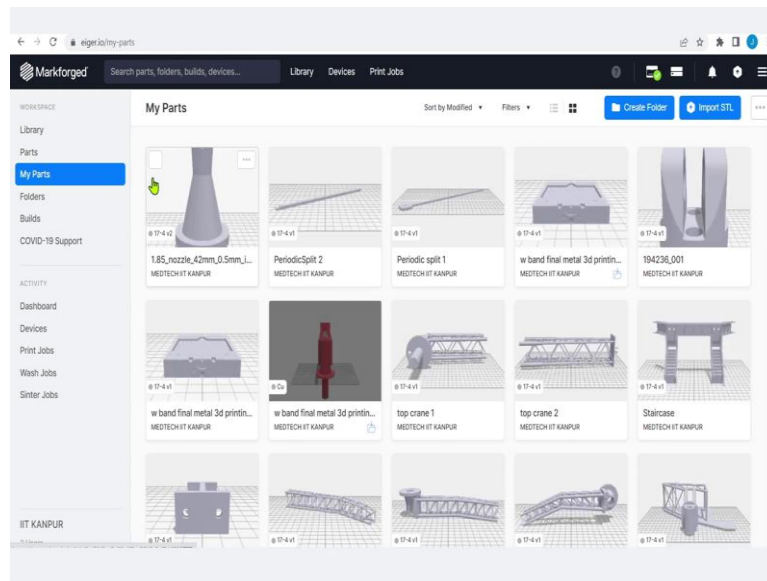 eiger.io/my-parts
J
Markforged
Search parts, folders, builds, devices...
Library
Devices
Print Jobs
WORKSPACE
Library
Parts
My Parts
Folders
Builds
COVID-19 Support
ACTIVITY
Dashboard
Devices
Print Jobs
Wash Jobs
Sinter Jobs
IIT KANPUR
My Parts
Sort by Modified
Filters
Create Folder
Import STL
17-4 v2
17-4 v1
17-4 v1
17-4 v1
17-4 v1
1.85_nozzle_42mm_0.5mm_i...
PeriodicSplit 2
Periodic split 1
w band final metal 3d printin...
194236_001
MEDTECH IIT KANPUR
MEDTECH IIT KANPUR
MEDTECH IIT KANPUR
MEDTECH IIT KANPUR
MEDTECH IIT KANPUR
17-4 v1
Cu
17-4 v1
17-4 v1
17-4 v1
w band final metal 3d printin...
w band final metal 3d printin...
top crane 1
top crane 2
Staircase
MEDTECH IIT KANPUR
MEDTECH IIT KANPUR
MEDTECH IIT KANPUR
MEDTECH IIT KANPUR
MEDTECH IIT KANPUR
17-4 v1
17-4 v1
17-4 v1
17-4 v1
17-4 v1